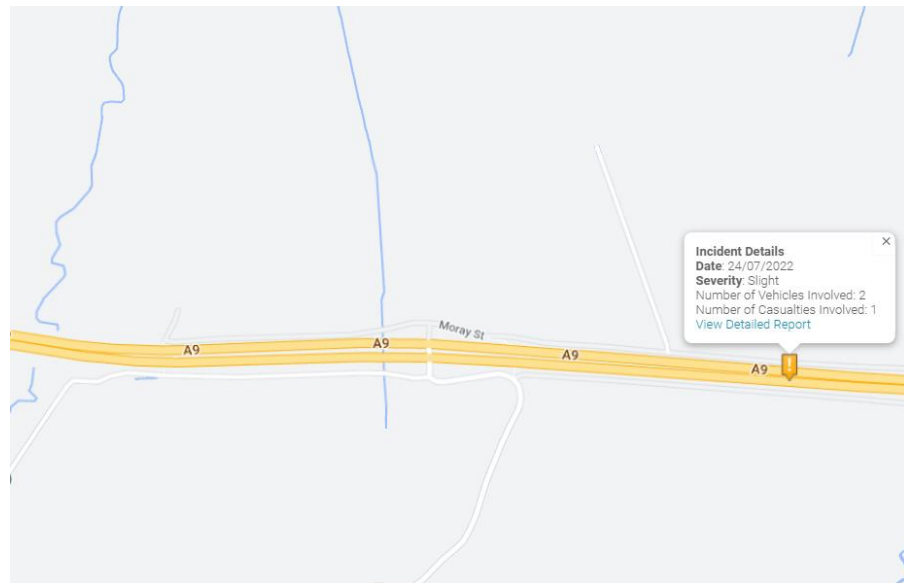 Incident Details
Date: 24/07/2022
Severity: Slight
Number of Vehicles Involved: 2
Number of Casualties Involved: 1
View Detailed Report
Moray St
A9
A9
A9
A9